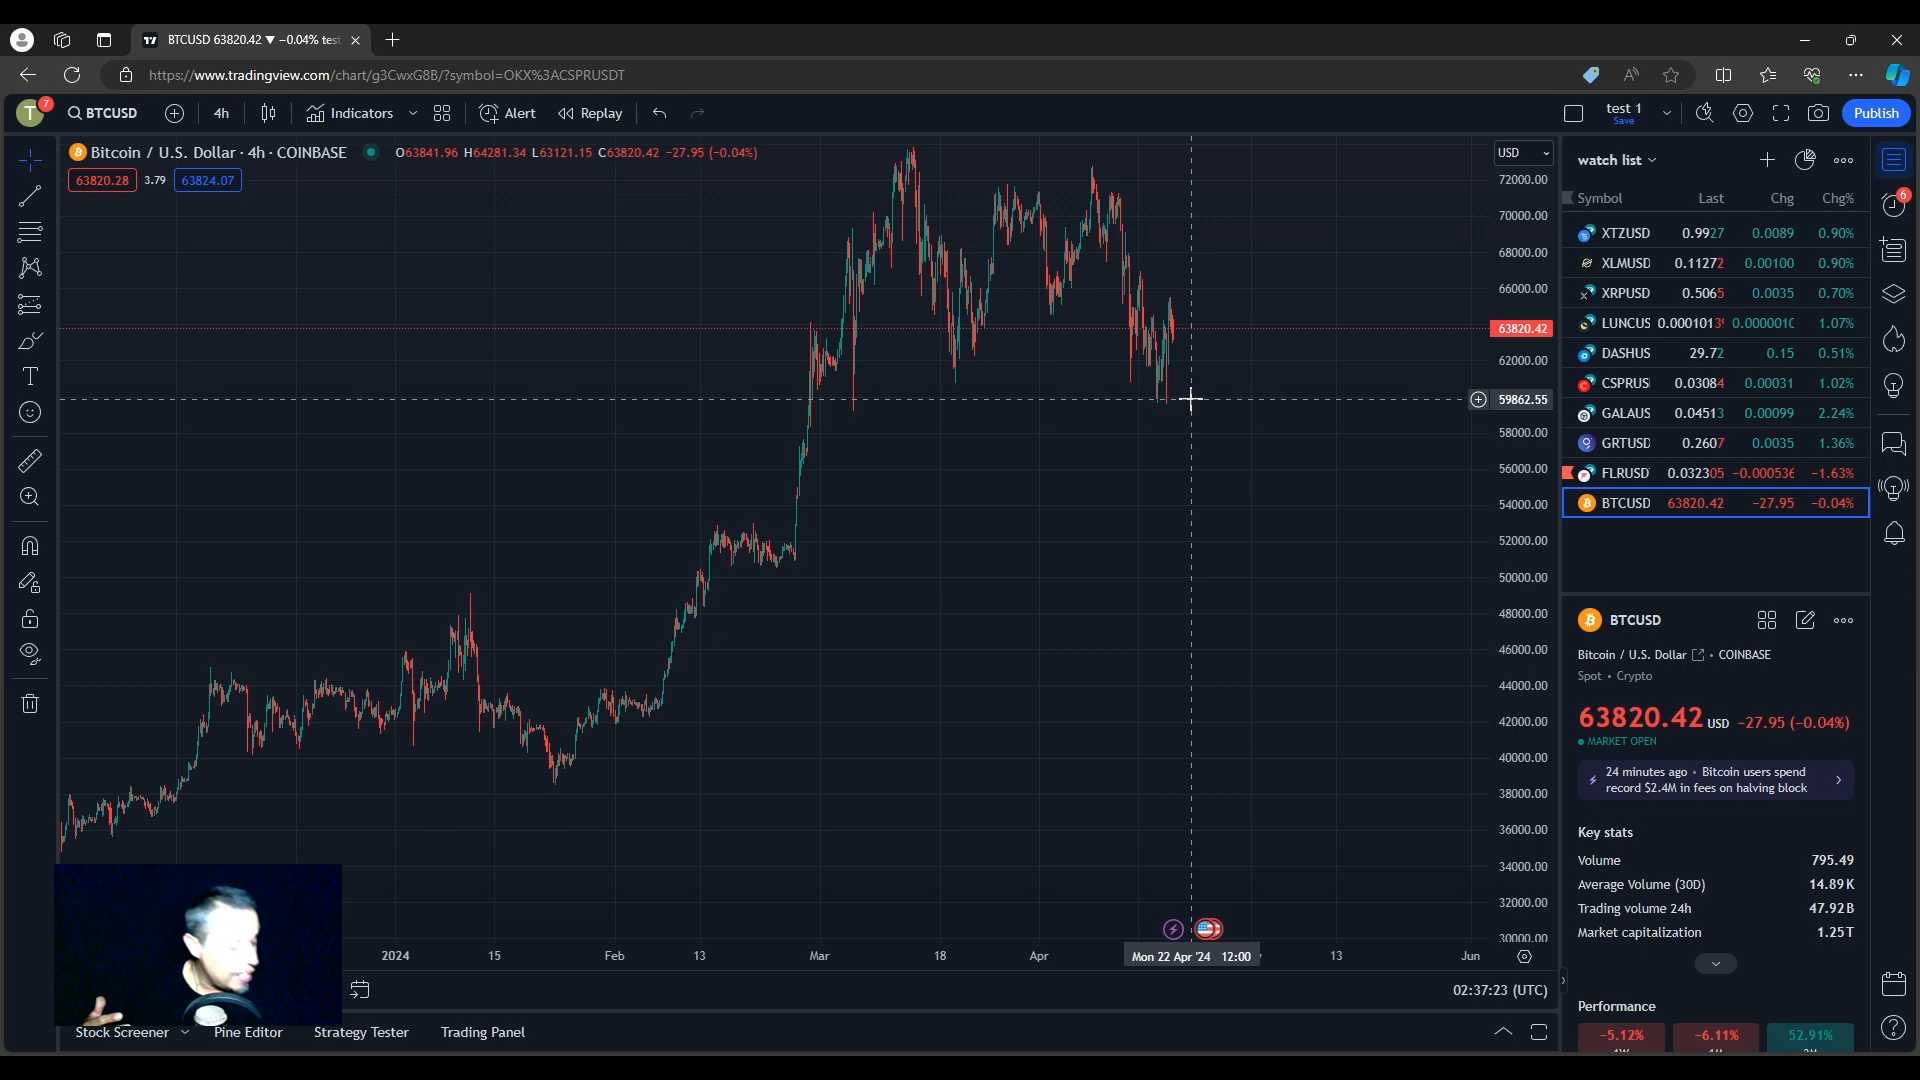 BTCUSD 63820.42 ▼ −0.04% test
https://www.tradingview.com/chart/g3CwxG8B/?symbol=OKX%3ACSPRUSDT
T 7 BTCUSD 4h Indicators Alert Replay test 1 Save Publish
Bitcoin / U.S. Dollar · 4h · COINBASE O63841.96 H64281.34 L63121.15 C63820.42 −27.95 (−0.04%)
63820.28 3.79 63824.07
USD
72000.00
70000.00
68000.00
66000.00
63820.42
62000.00
59862.55
58000.00
56000.00
54000.00
52000.00
50000.00
48000.00
46000.00
44000.00
42000.00
40000.00
38000.00
36000.00
34000.00
32000.00
30000.00
2024 15 Feb 13 Mar 18 Apr Mon 22 Apr '24 12:00 13 Jun
02:37:23 (UTC)
Stock Screener Pine Editor Strategy Tester Trading Panel
watch list
Symbol Last Chg Chg%
6
XTZUSD 0.9927 0.0089 0.90%
XLMUSD 0.11272 0.00100 0.90%
XRPUSD 0.5065 0.0035 0.70%
LUNCUS 1.07%
DASHUS 29.72 0.15 0.51%
CSPRUS 0.03084 0.00031 1.02%
GALAUS 0.04513 0.00099 2.24%
GRTUSD 0.2607 0.0035 1.36%
FLRUSD 0.032305 −0.000536 −1.63%
BTCUSD 63820.42 −27.95 −0.04%
BTCUSD
Bitcoin / U.S. Dollar • COINBASE
Spot • Crypto
63820.42 USD −27.95 (−0.04%)
MARKET OPEN
24 minutes ago • Bitcoin users spend
record $2.4M in fees on halving block
Key stats
Volume 795.49
Average Volume (30D) 14.89K
Trading volume 24h 47.92B
Market capitalization 1.25T
Performance
−5.12% −6.11% 52.91%